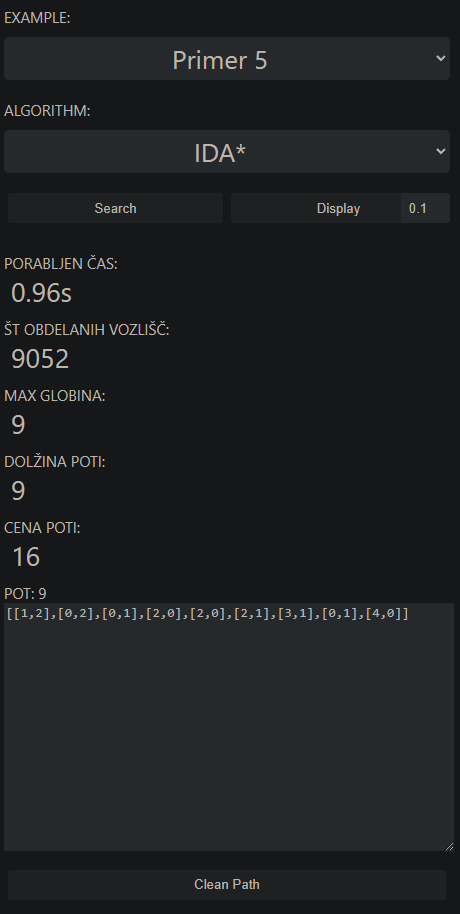 EXAMPLE:
Primer 5
ALGORITHM:
IDA*
Search Display 0.1
PORABLJEN ČAS:
0.96s
ŠT OBDELANIH VOZLIŠČ:
9052
MAX GLOBINA:
9
DOLŽINA POTI:
9
CENA POTI:
16
POT: 9
[[1,2],[0,2],[0,1],[2,0],[2,0],[2,1],[3,1],[0,1],[4,0]]
Clean Path